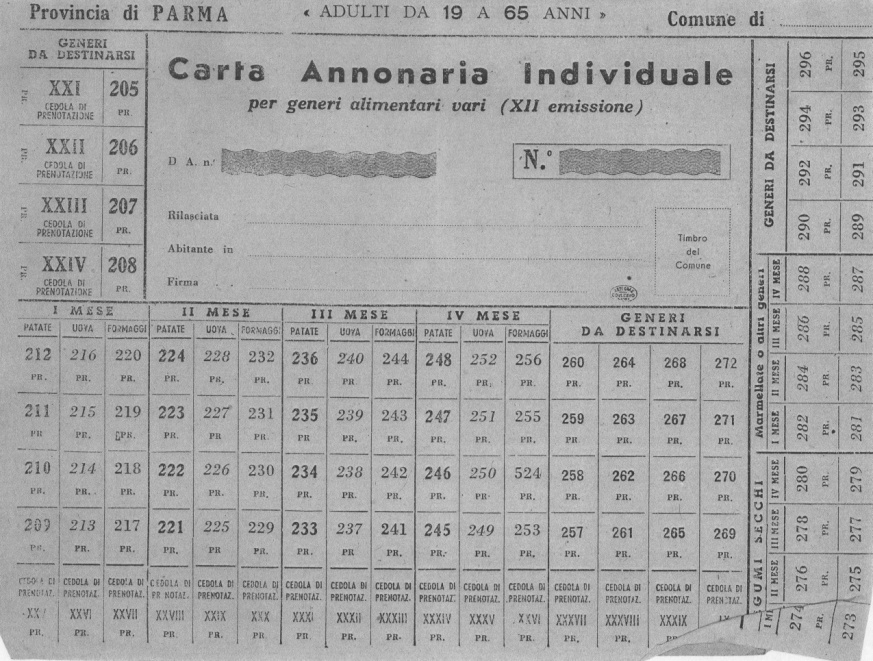 Provincia di PARMA « ADULTI DA 19 A 65 ANNI » Comune di
GENERI
DA DESTINARSI
XXI 205
PR. CEDOLA DI PRENOTAZIONE PR
XXII 206
PR. CEDOLA DI PRENOTAZIONE PR.
XXIII 207
PR. CEDOLA DI PRENOTAZIONE PR.
XXIV 208
PR. CEDOLA DI PRENOTAZIONE PR.
Carta Annonaria Individuale
per generi alimentari vari (XII emissione)
D A. n.° N.°
Rilasciata
Abitante in
Firma
Timbro
del
Comune
I MESE II MESE III MESE IV MESE GENERI
DA DESTINARSI
PATATE UOVA FORMAGGI PATATE UOVA FORMAGGI PATATE UOVA FORMAGGI PATATE UOVA FORMAGGI
212 216 220 224 228 232 236 240 244 248 252 256 260 264 268 272
PR. PR. PR. PR. PR. PR. PR PR. PR. PR. PR. PR. PR. PR. PR. PR.
211 215 219 223 227 231 235 239 243 247 251 255 259 263 267 271
PR PR. PR. PR. PR. PR. PR PR. PR. PR. PR. PR. PR. PR. PR. PR.
210 214 218 222 226 230 234 238 242 246 250 524 258 262 266 270
PR. PR. PR. PR. PR. PR. PR. PR. PR. PR. PR. PR. PR. PR. PR. PR.
209 213 217 221 225 229 233 237 241 245 249 253 257 261 265 269
PR. PR. PR. PR. PR PR. PR. PR. PR. PR. PR. PR. PR. PR. PR. PR.
CEDOLA DI CEDOLA DI CEDOLA DI CEDOLA DI CEDOLA DI CEDOLA DI CEDOLA DI CEDOLA DI CEDOLA DI CEDOLA DI CEDOLA DI CEDOLA DI CEDOLA DI CEDOLA DI CEDOLA DI CEDOLA DI
PRENOTAZ. PRENOTAZ. PRENOTAZ. PR NOTAZ. PRENOTAZ. PRENOTAZ. PRENOTAZ. PRENOTAZ. PRENOTAZ. PRENOTAZ. PRENOTAZ. PRENOTAZ. PRENOTAZ. PRENOTAZ. PRENOTAZ. PRENOTAZ.
XXVI XXVII XXVIII XXIX XXX XXXI XXXII XXXIII XXXIV XXXV XXXVII XXXVIII XXXIX
PR. PR. PR. PR. PR. PR. PR. PR. PR. PR. PR. PR. PR. PR. PR.
GENERI DA DESTINARSI
296 PR. 295
294 PR. 293
292 PR. 291
290 PR. 289
Marmellate o altri generi
IV MESE 288 PR. 287
III MESE 286 PR. 285
II MESE 284 PR. 283
I MESE 282 PR. 281
GUMI SECCHI
IV MESE 280 PR. 279
III MESE 278 PR. 277
II MESE 276 PR. 275
I ME 274 PR. 273